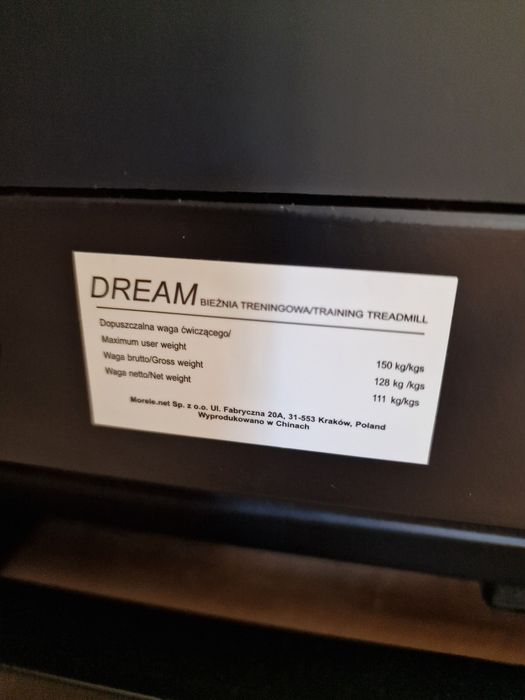 DREAM BIEŻNIA TRENINGOWA/TRAINING TREADMILL
Dopuszczalna waga ćwiczącego/
Maximum user weight 150 kg/kgs
Waga brutto/Gross weight 128 kg /kgs
Waga netto/Net weight 111 kg/kgs
Morele.net Sp. z o.o. Ul. Fabryczna 20A, 31-553 Kraków, Poland
Wyprodukowano w Chinach